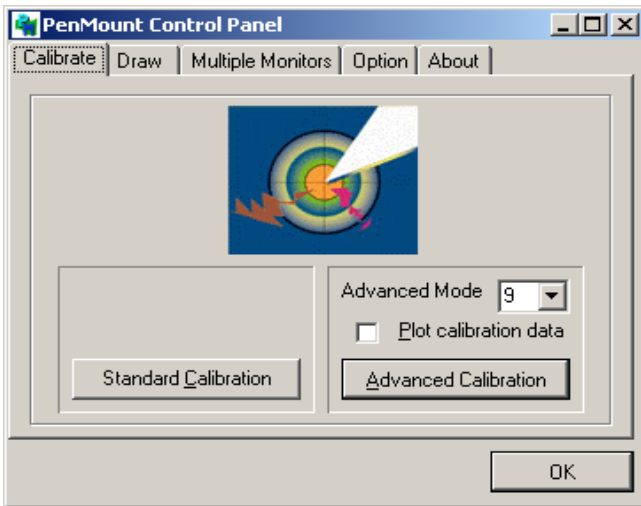 PenMount Control Panel
Calibrate Draw Multiple Monitors Option About
Advanced Mode 9
Plot calibration data
Standard Calibration Advanced Calibration
OK